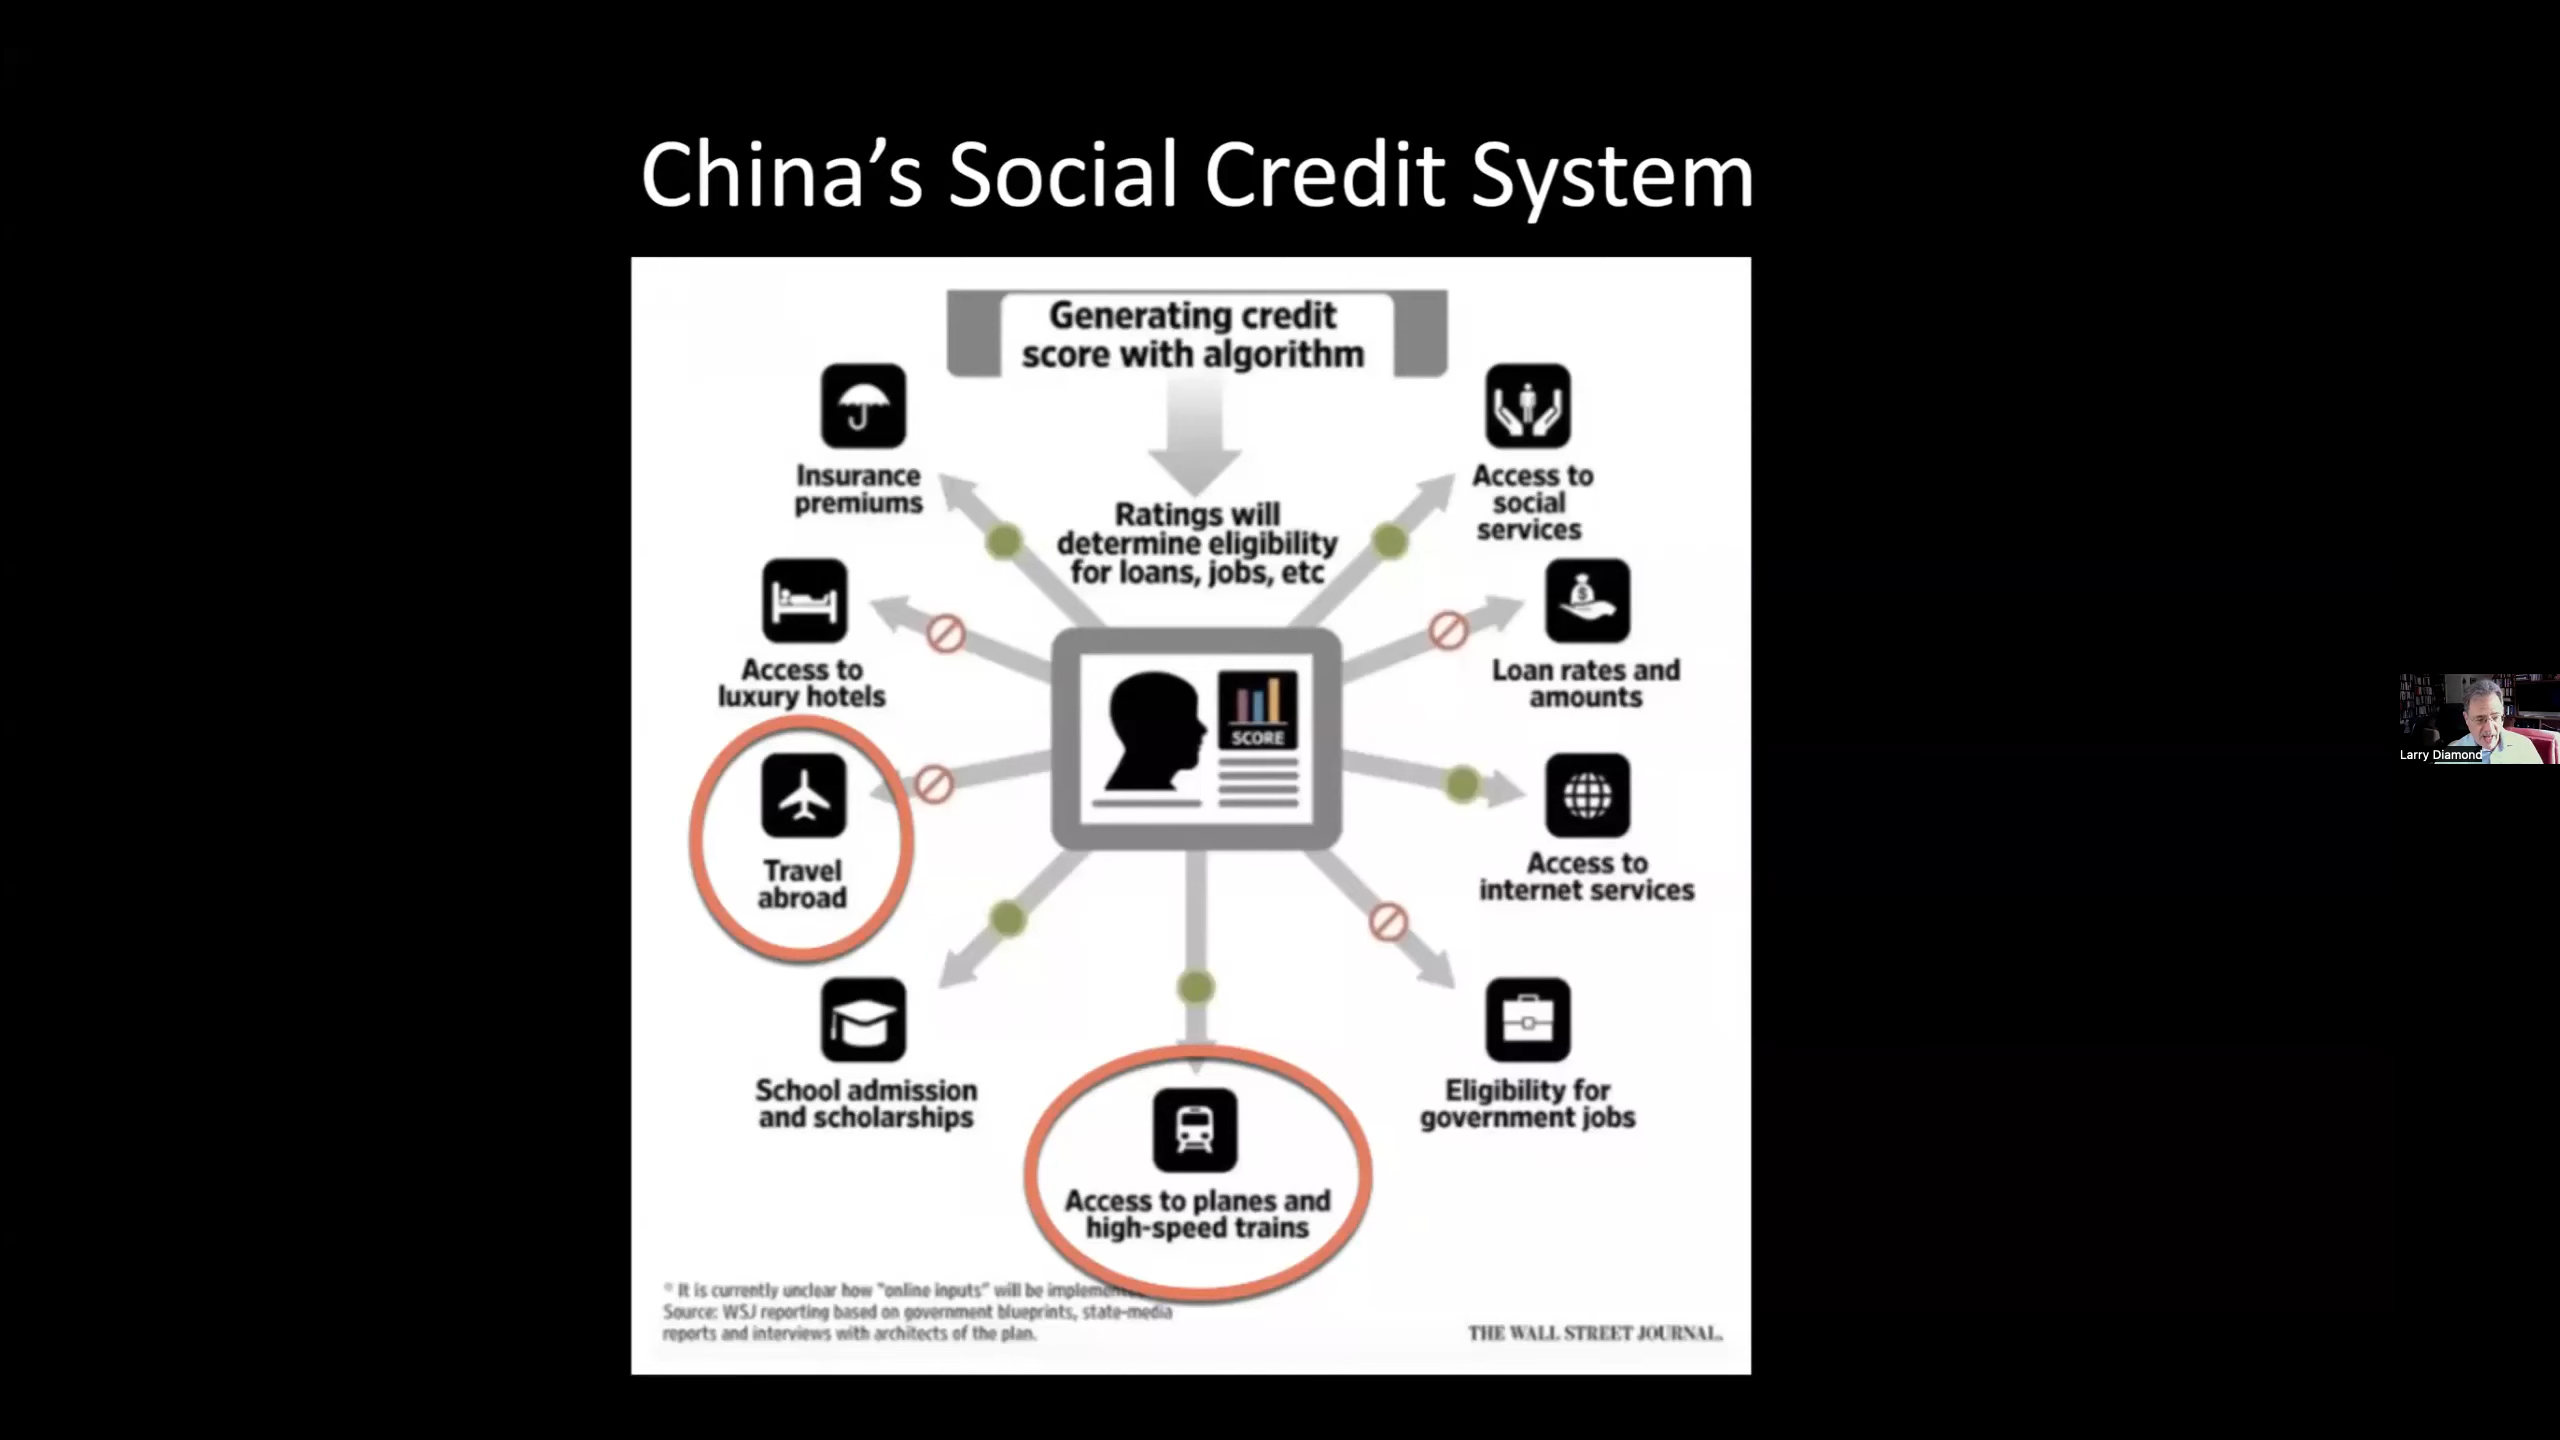 China’s Social Credit System
Generating credit
score with algorithm
Ratings will
determine eligibility
for loans, jobs, etc
Insurance
premiums
Access to
social
services
Access to
luxury hotels
Loan rates and
amounts
SCORE
Travel
abroad
Access to
internet services
School admission
and scholarships
Access to planes and
high-speed trains
Eligibility for
government jobs
* It is currently unclear how "online inputs" will be
Source: WSJ reporting based on government blueprints, state-media
reports and interviews with architects of the plan.
THE WALL STREET JOURNAL.
Larry Diamond